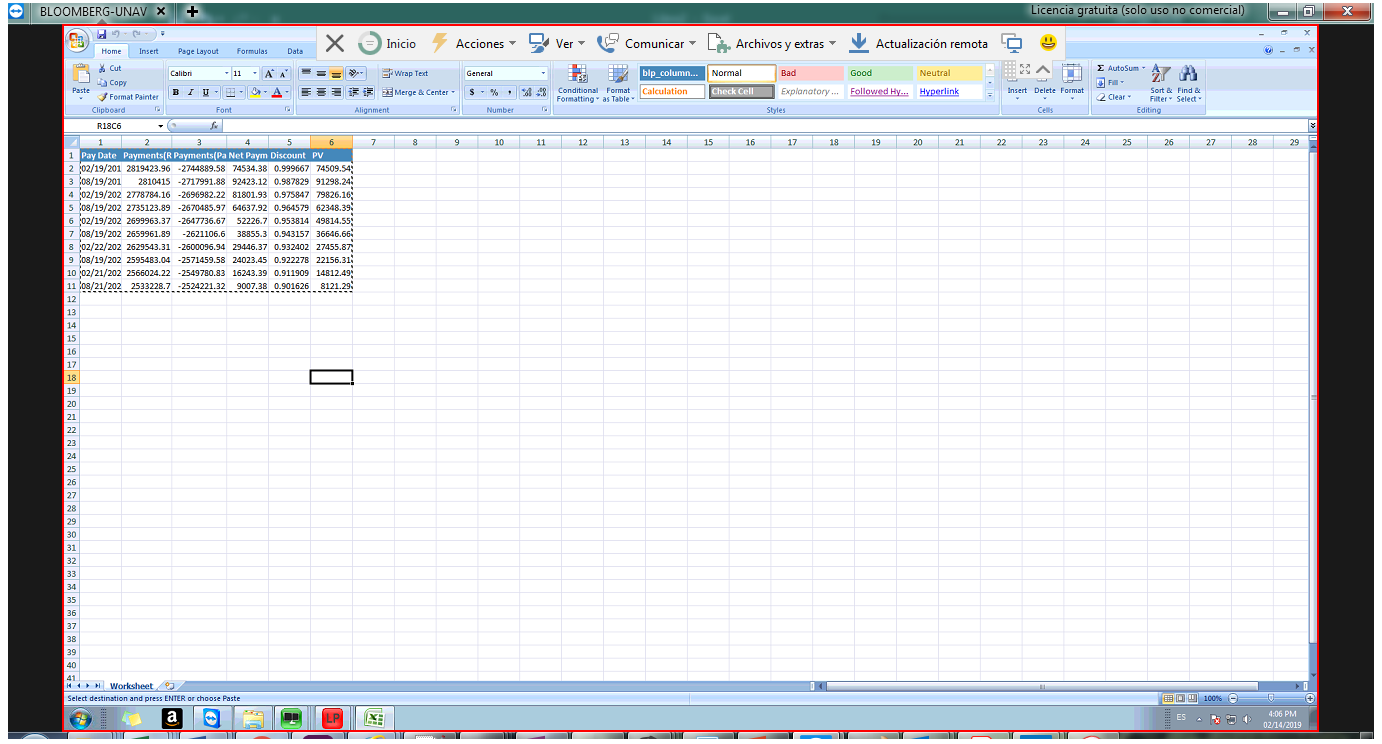 BLOOMBERG-UNAV
Licencia gratuita (solo uso no comercial)
Inicio Acciones Ver Comunicar Archivos y extras Actualización remota
Home Insert Page Layout Formulas Data
Cut
Copy
Format Painter
Paste
Clipboard
Calibri 11
B I U
Font
Wrap Text
Merge & Center
Alignment
General
$ % ,
Number
Conditional Formatting
Format as Table
blp_column... Normal Bad Good Neutral
Calculation Check Cell Explanatory ... Followed Hy... Hyperlink
Styles
Insert Delete Format
Cells
Σ AutoSum
Fill
Clear
Sort & Filter
Find & Select
Editing
R18C6 fx
1 2 3 4 5 6 7 8 9 10 11 12 13 14 15 16 17 18 19 20 21 22 23 24 25 26 27 28 29
1 Pay Date Payments(R Payments(Pa Net Paym Discount PV
2 02/19/201 2819423.96 -2744889.58 74534.38 0.999667 74509.54
3 08/19/201 2810415 -2717991.88 92423.12 0.987829 91298.24
4 02/19/202 2778784.16 -2696982.22 81801.93 0.975847 79826.16
5 08/19/202 2735123.89 -2670485.97 64637.92 0.964579 62348.39
6 02/19/202 2699963.37 -2647736.67 52226.7 0.953814 49814.55
7 08/19/202 2659961.89 -2621106.6 38855.3 0.943157 36646.66
8 02/22/202 2629543.31 -2600096.94 29446.37 0.932402 27455.87
9 08/19/202 2595483.04 -2571459.58 24023.45 0.922278 22156.31
10 02/21/202 2566024.22 -2549780.83 16243.39 0.911909 14812.49
11 08/21/202 2533228.7 -2524221.32 9007.38 0.901626 8121.29
12
13
14
15
16
17
18
19
20
21
22
23
24
25
26
27
28
29
30
31
32
33
34
35
36
37
38
39
40
41
Worksheet
Select destination and press ENTER or choose Paste
100%
a LP
ES
4:06 PM
02/14/2019